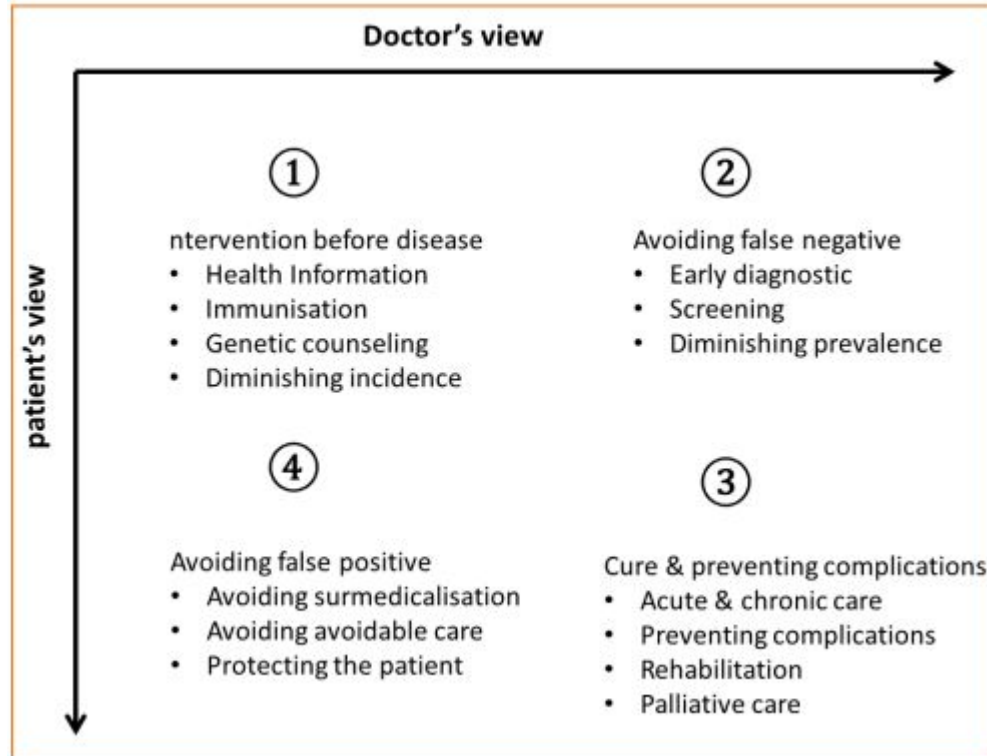 Doctor's view
patient's view
①
ntervention before disease
• Health Information
• Immunisation
• Genetic counseling
• Diminishing incidence
②
Avoiding false negative
• Early diagnostic
• Screening
• Diminishing prevalence
④
Avoiding false positive
• Avoiding surmedicalisation
• Avoiding avoidable care
• Protecting the patient
③
Cure & preventing complications
• Acute & chronic care
• Preventing complications
• Rehabilitation
• Palliative care